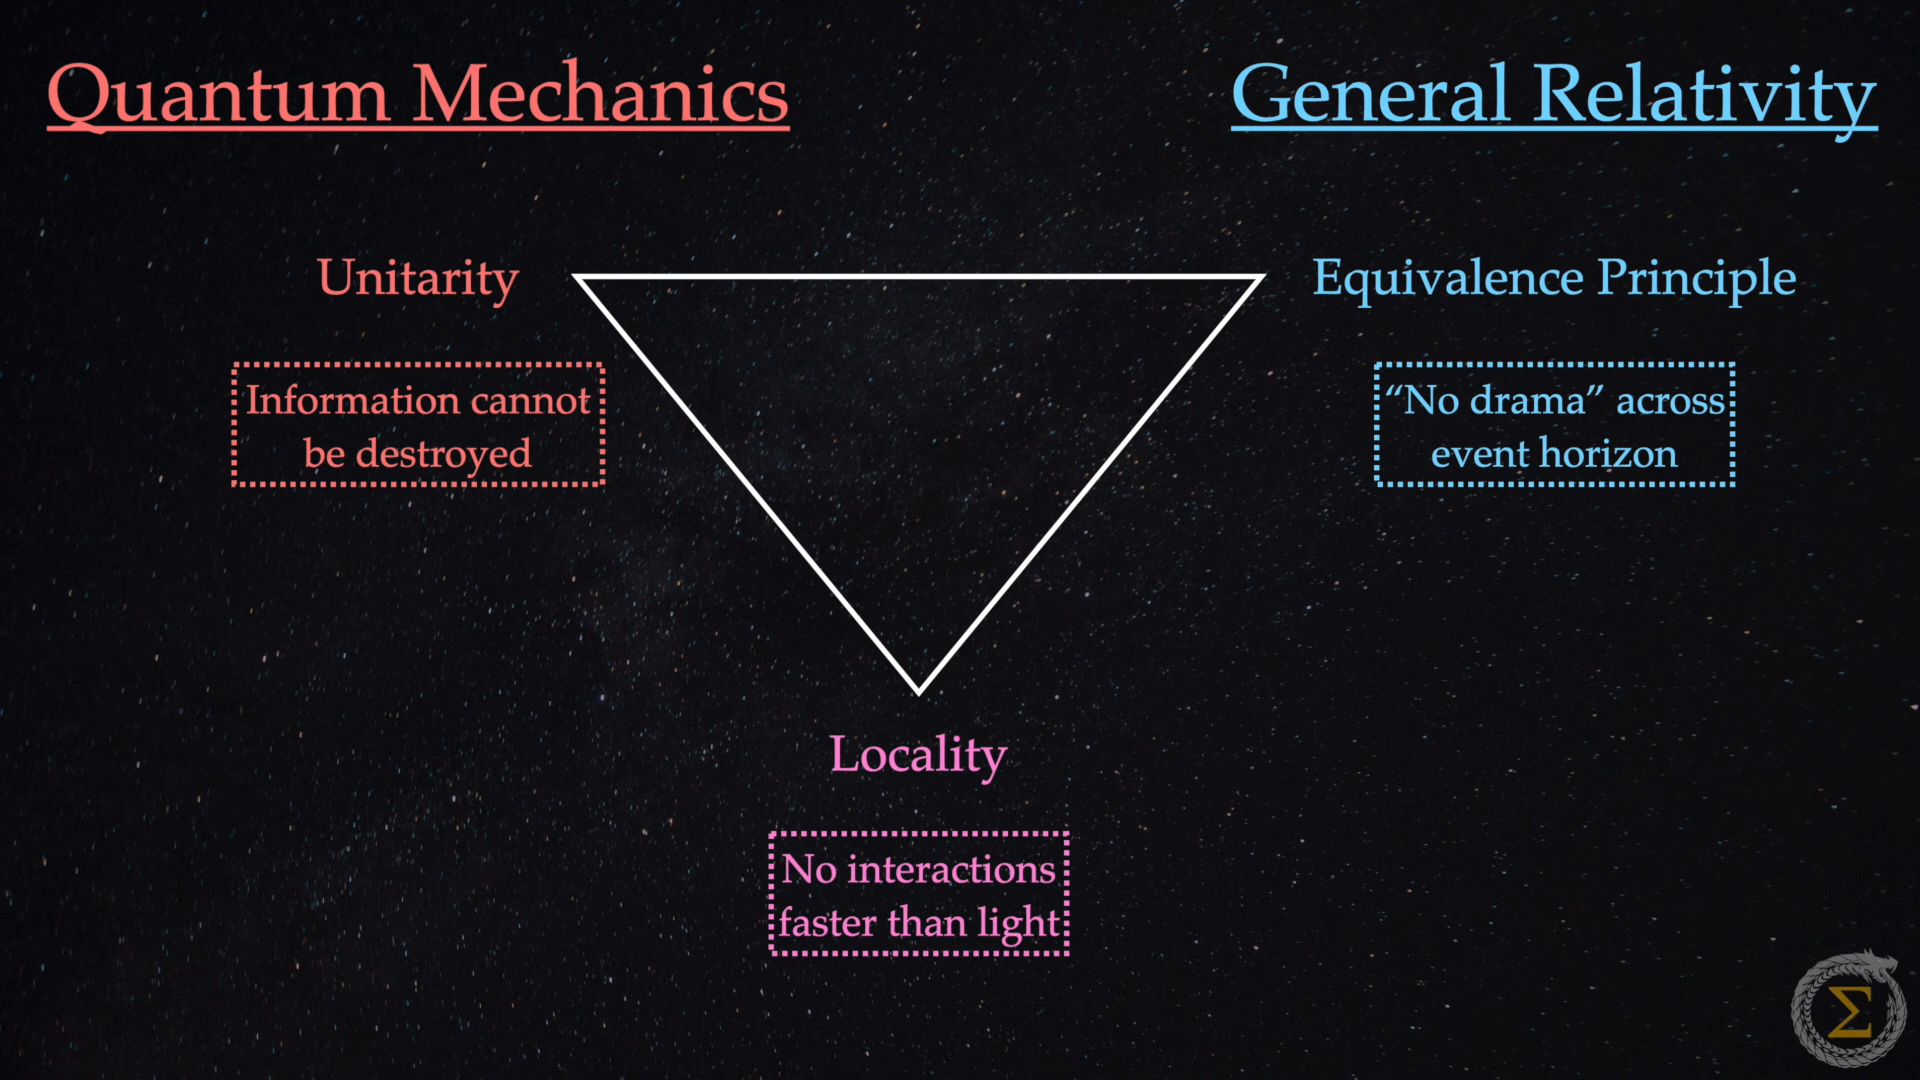 Quantum Mechanics
General Relativity
Unitarity
Equivalence Principle
Information cannot
be destroyed
“No drama” across
event horizon
Locality
No interactions
faster than light
Σ